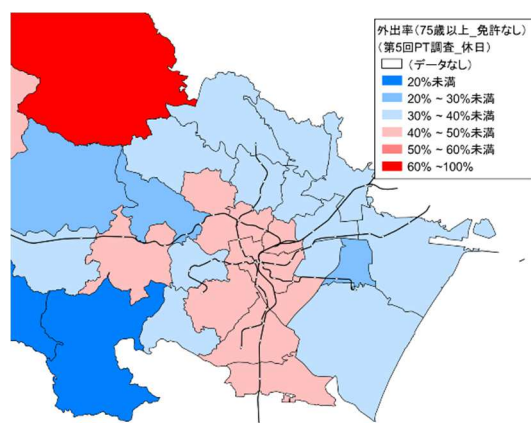 外出率(75歳以上_免許なし)
(第5回PT調査_休日)
(データなし)
20%未満
20% ~ 30%未満
30% ~ 40%未満
40% ~ 50%未満
50% ~ 60%未満
60% ~100%